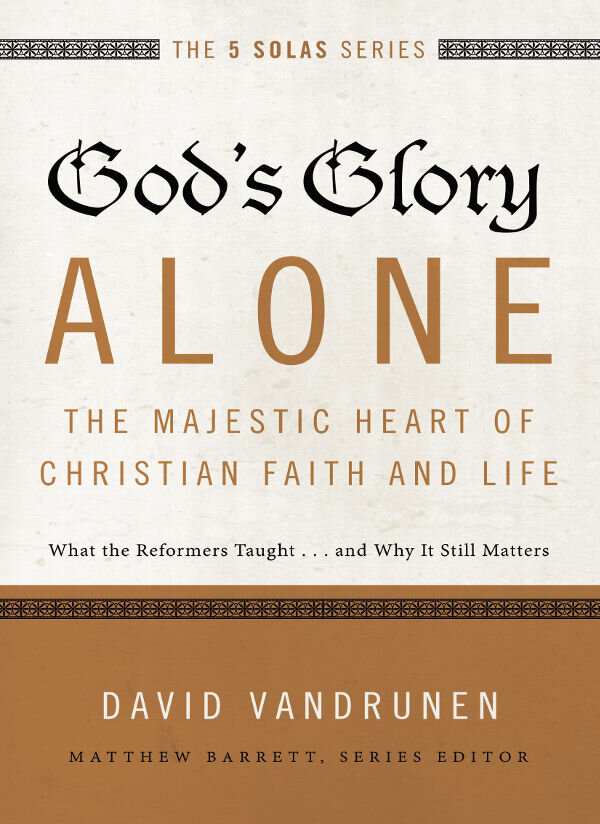 THE 5 SOLAS SERIES
God's Glory
ALONE
THE MAJESTIC HEART OF
CHRISTIAN FAITH AND LIFE
What the Reformers Taught . . . and Why It Still Matters
DAVID VANDRUNEN
MATTHEW BARRETT, SERIES EDITOR